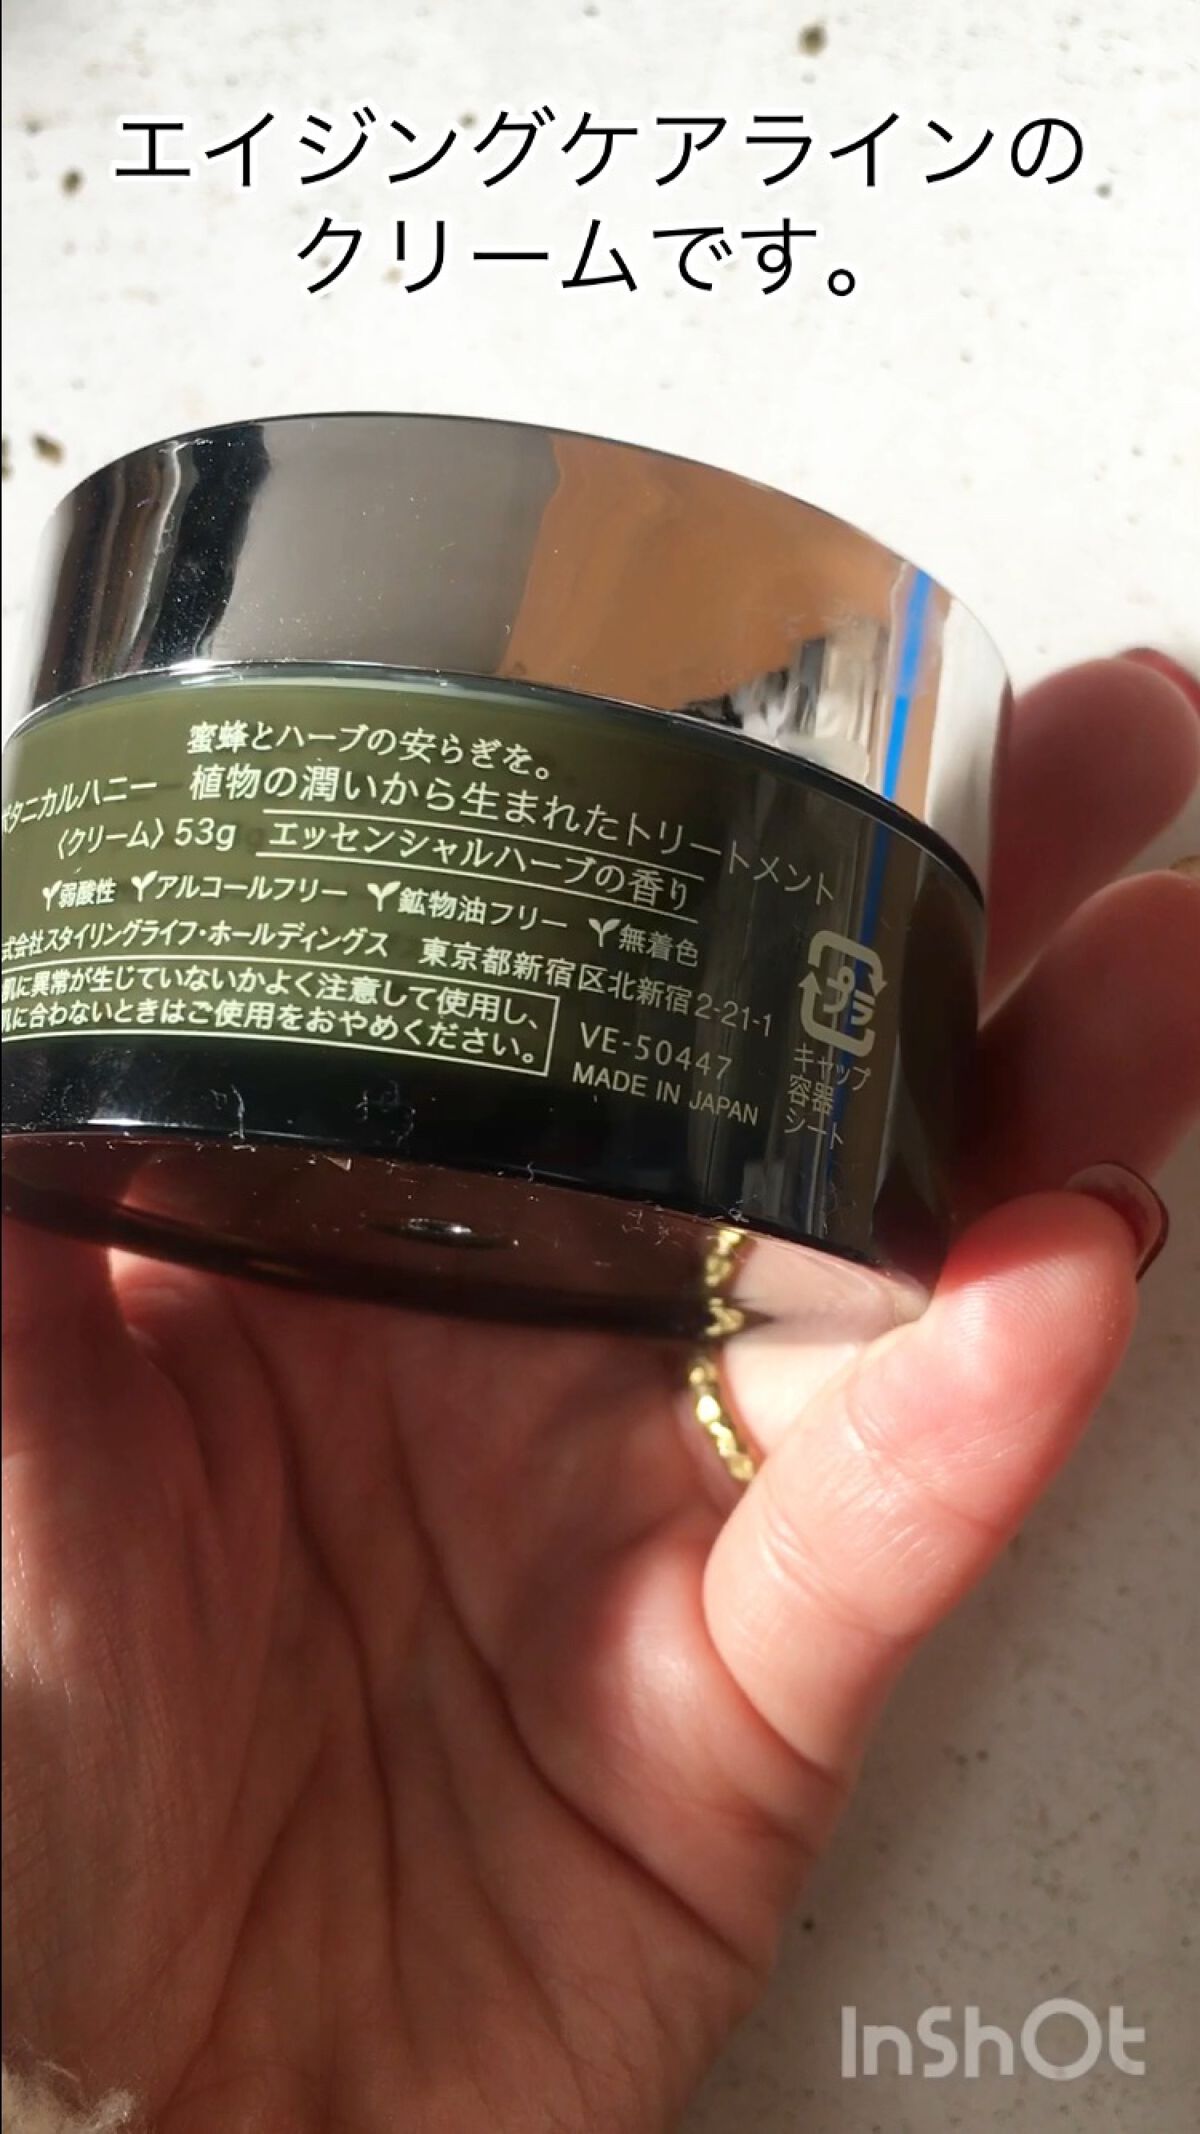 エイジングケアラインの
クリームです。
蜜蜂とハーブの安らぎを。
ボタニカルハニー 植物の潤いから生まれたトリートメント
〈クリーム〉53g エッセンシャルハーブの香り
弱酸性 アルコールフリー 鉱物油フリー 無着色
式会社スタイリングライフ・ホールディングス 東京都新宿区北新宿2-21-1
肌に異常が生じていないかよく注意して使用し、
肌に合わないときはご使用をおやめください。
VE-50447
MADE IN JAPAN
プラ
キャップ
容器
シート
InShOt